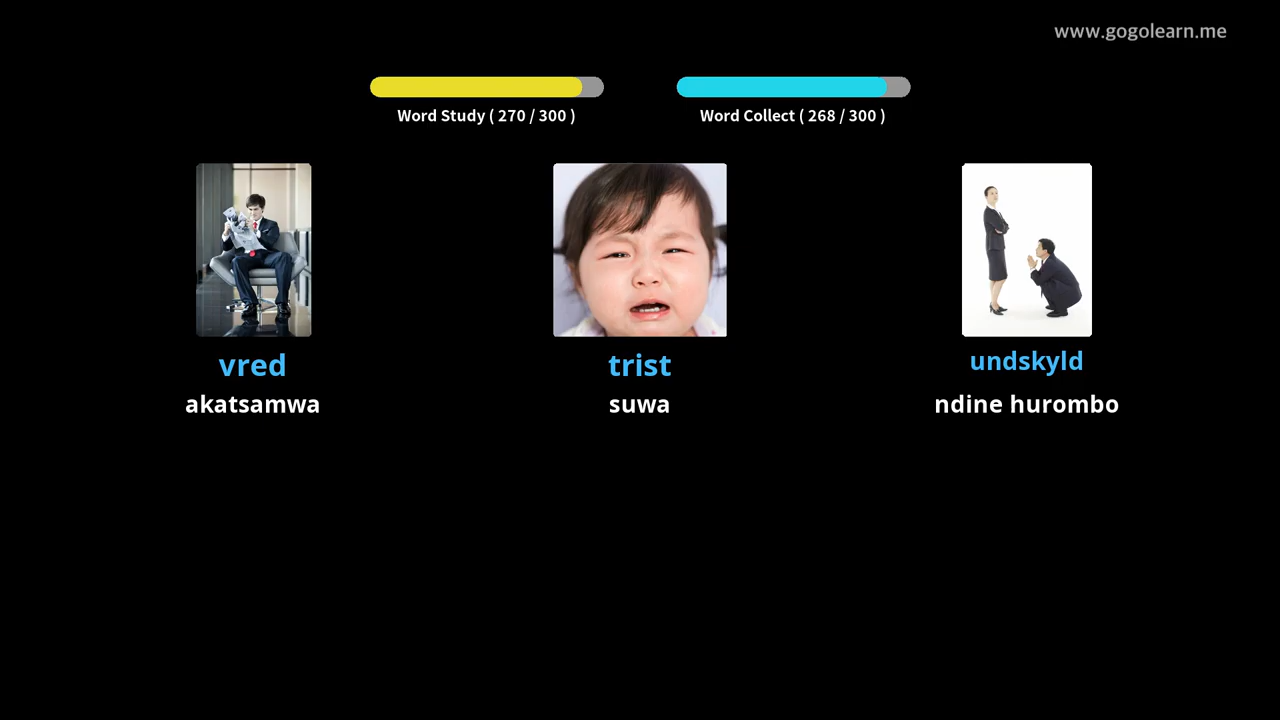 www.gogolearn.me
Word Study ( 270 / 300 )
Word Collect ( 268 / 300 )
vred
trist
undskyld
akatsamwa
suwa
ndine hurombo